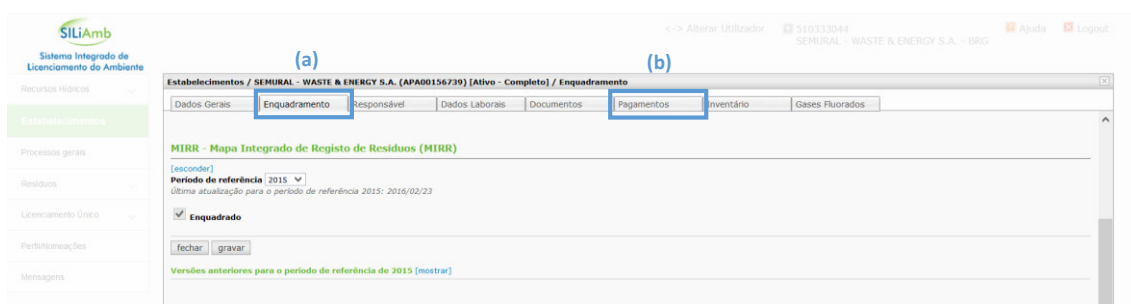 SILiAmb
Sistema Integrado de
Licenciamento do Ambiente
<-> Alterar Utilizador
510333044
SEMURAL - WASTE & ENERGY S.A. - BRG
Ajuda
Logout
(a)
(b)
Recursos Hídricos
Estabelecimentos
Processos gerais
Resíduos
Licenciamento Único
Perfil/Nomeações
Mensagens
Estabelecimentos / SEMURAL - WASTE & ENERGY S.A. (APA00156739) [Ativo - Completo] / Enquadramento
Dados Gerais
Enquadramento
Responsável
Dados Laborais
Documentos
Pagamentos
Inventário
Gases Fluorados
MIRR - Mapa Integrado de Registo de Resíduos (MIRR)
[esconder]
Período de referência 2015
Última atualização para o período de referência 2015: 2016/02/23
Enquadrado
fechar gravar
Versões anteriores para o período de referência de 2015 [mostrar]